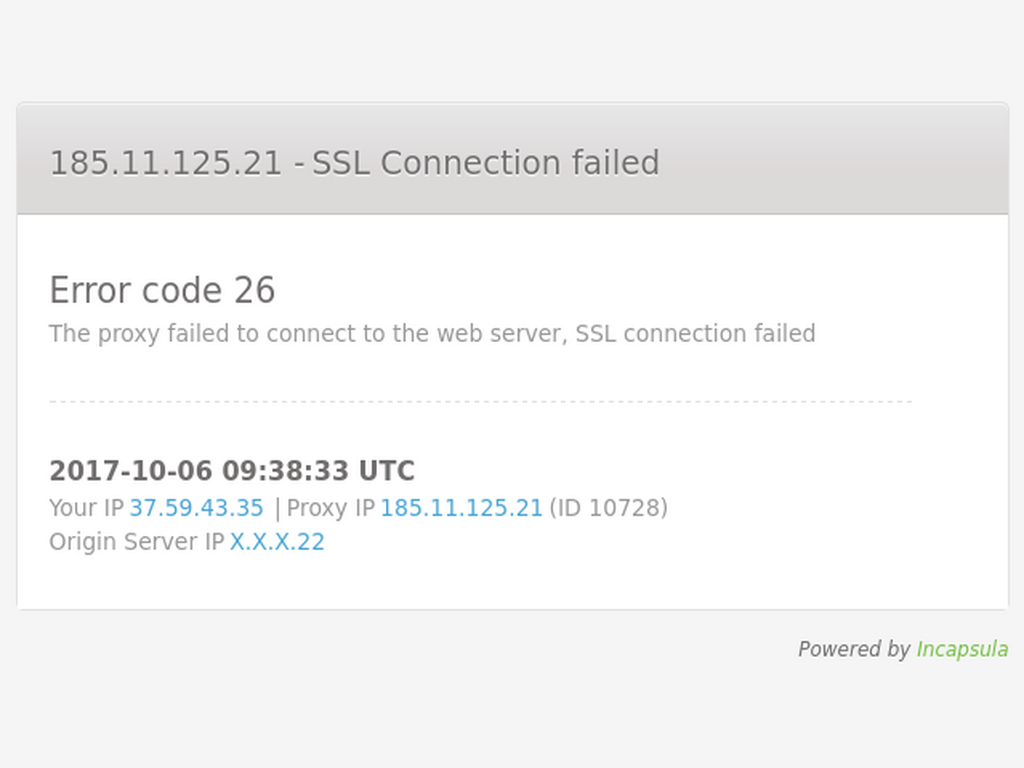 185.11.125.21 - SSL Connection failed
Error code 26
The proxy failed to connect to the web server, SSL connection failed
2017-10-06 09:38:33 UTC
Your IP 37.59.43.35 | Proxy IP 185.11.125.21 (ID 10728)
Origin Server IP X.X.X.22
Powered by Incapsula